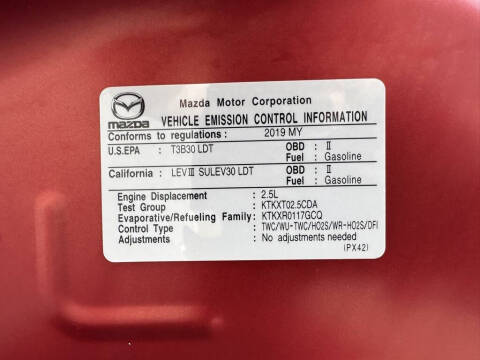 Mazda Motor Corporation
mazda VEHICLE EMISSION CONTROL INFORMATION
Conforms to regulations : 2019 MY
U.S.EPA : T3B30 LDT OBD : II
Fuel : Gasoline
California : LEVⅢ SULEV30 LDT OBD : II
Fuel : Gasoline
Engine Displacement : 2.5L
Test Group : KTKXT02.5CDA
Evaporative/Refueling Family: KTKXR0117GCQ
Control Type : TWC/WU-TWC/HO2S/WR-HO2S/DFI
Adjustments : No adjustments needed
(PX42)